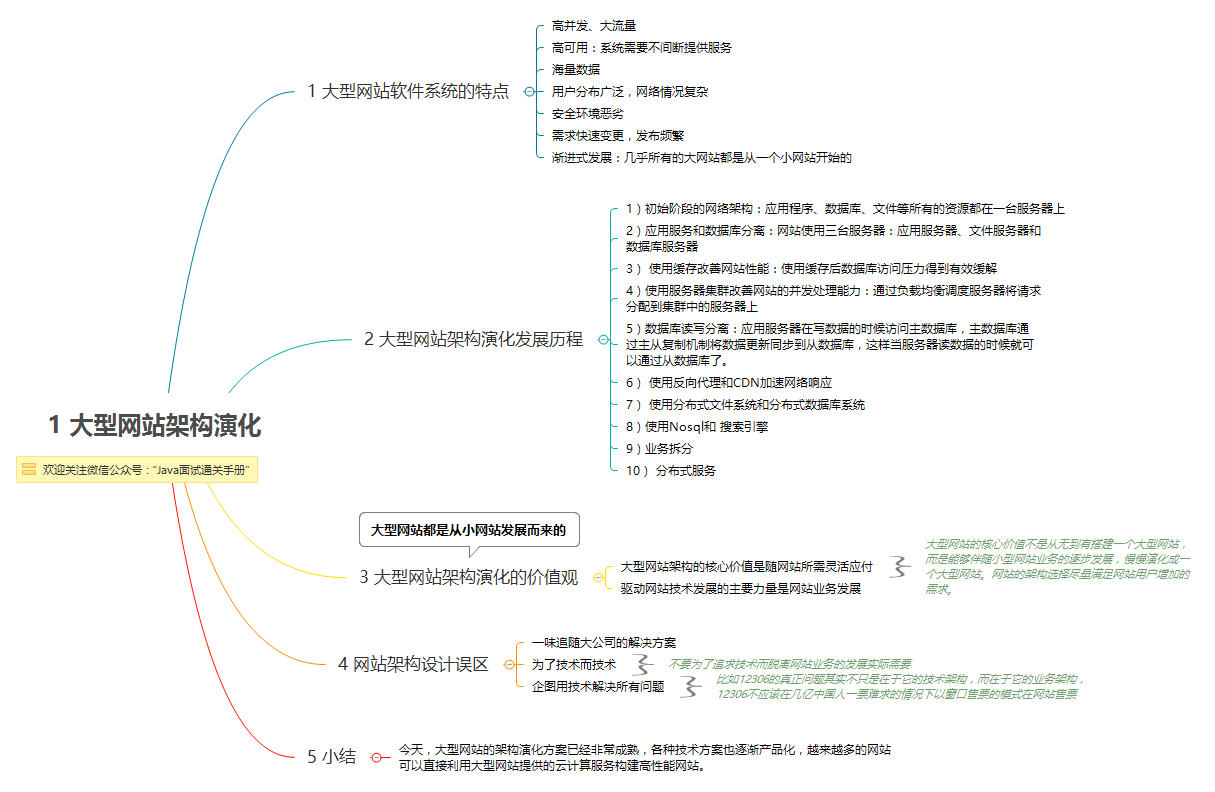 1 大型网站软件系统的特点
高并发、大流量
高可用：系统需要不间断提供服务
海量数据
用户分布广泛，网络情况复杂
安全环境恶劣
需求快速变更，发布频繁
渐进式发展：几乎所有的大网站都是从一个小网站开始的
2 大型网站架构演化发展历程
1）初始阶段的网络架构：应用程序、数据库、文件等所有的资源都在一台服务器上
2）应用服务和数据库分离：网站使用三台服务器：应用服务器、文件服务器和
数据库服务器
3） 使用缓存改善网站性能：使用缓存后数据库访问压力得到有效缓解
4）使用服务器集群改善网站的并发处理能力：通过负载均衡调度服务器将请求
分配到集群中的服务器上
5）数据库读写分离：应用服务器在写数据的时候访问主数据库，主数据库通
过主从复制机制将数据更新同步到从数据库，这样当服务器读数据的时候就可
以通过从数据库了。
6） 使用反向代理和CDN加速网络响应
7） 使用分布式文件系统和分布式数据库系统
8）使用Nosql和 搜索引擎
9）业务拆分
10） 分布式服务
1 大型网站架构演化
欢迎关注微信公众号：“Java面试通关手册”
大型网站都是从小网站发展而来的
3 大型网站架构演化的价值观
大型网站架构的核心价值是随网站所需灵活应付
大型网站的核心价值不是从无到有搭建一个大型网站，
而是能够伴随小型网站业务的逐步发展，慢慢演化成一
个大型网站。网站的架构选择尽量满足网站用户增加的
需求。
驱动网站技术发展的主要力量是网站业务发展
4 网站架构设计误区
一味追随大公司的解决方案
为了技术而技术
不要为了追求技术而脱离网站业务的发展实际需要
企图用技术解决所有问题
比如12306的真正问题其实不只是在于它的技术架构，而在于它的业务架构，
12306不应该在几亿中国人一票难求的情况下以窗口售票的模式在网站售票
5 小结
今天，大型网站的架构演化方案已经非常成熟，各种技术方案也逐渐产品化，越来越多的网站
可以直接利用大型网站提供的云计算服务构建高性能网站。